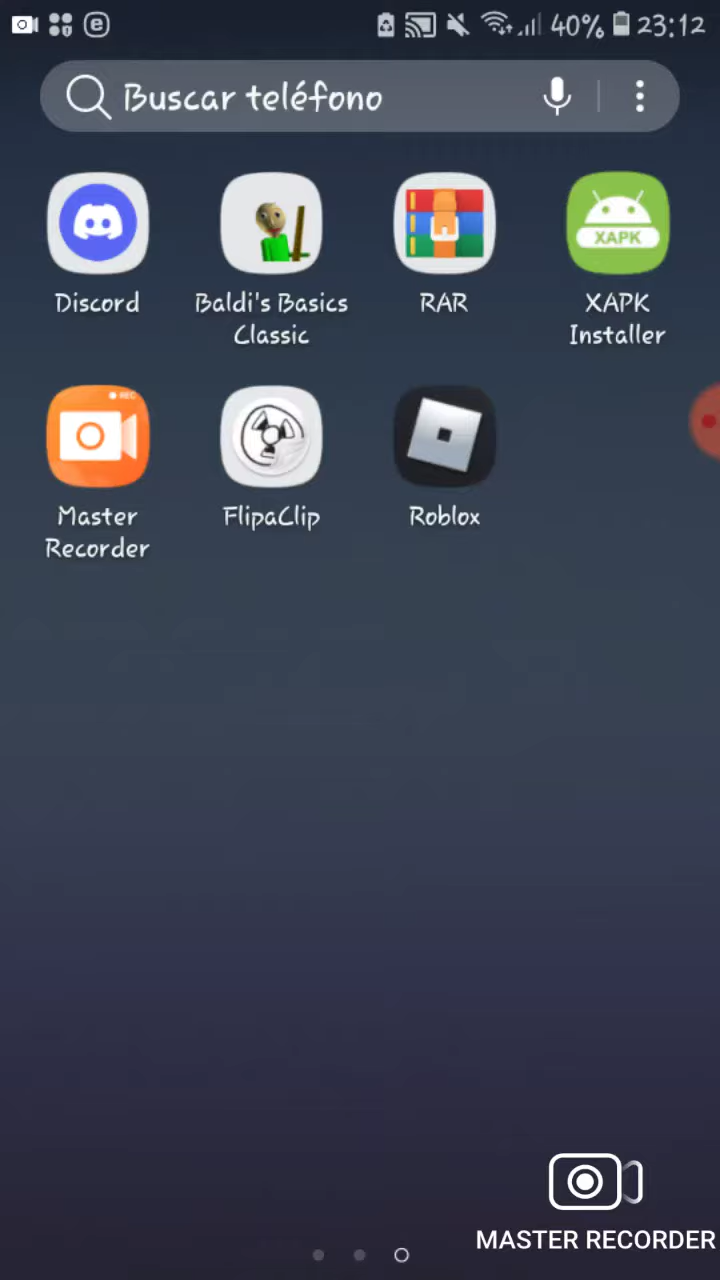 40% 23:12
Buscar teléfono
XAPK
Discord
Baldi's Basics
Classic
RAR
XAPK
Installer
REC
Master
Recorder
FlipaClip
Roblox
MASTER RECORDER